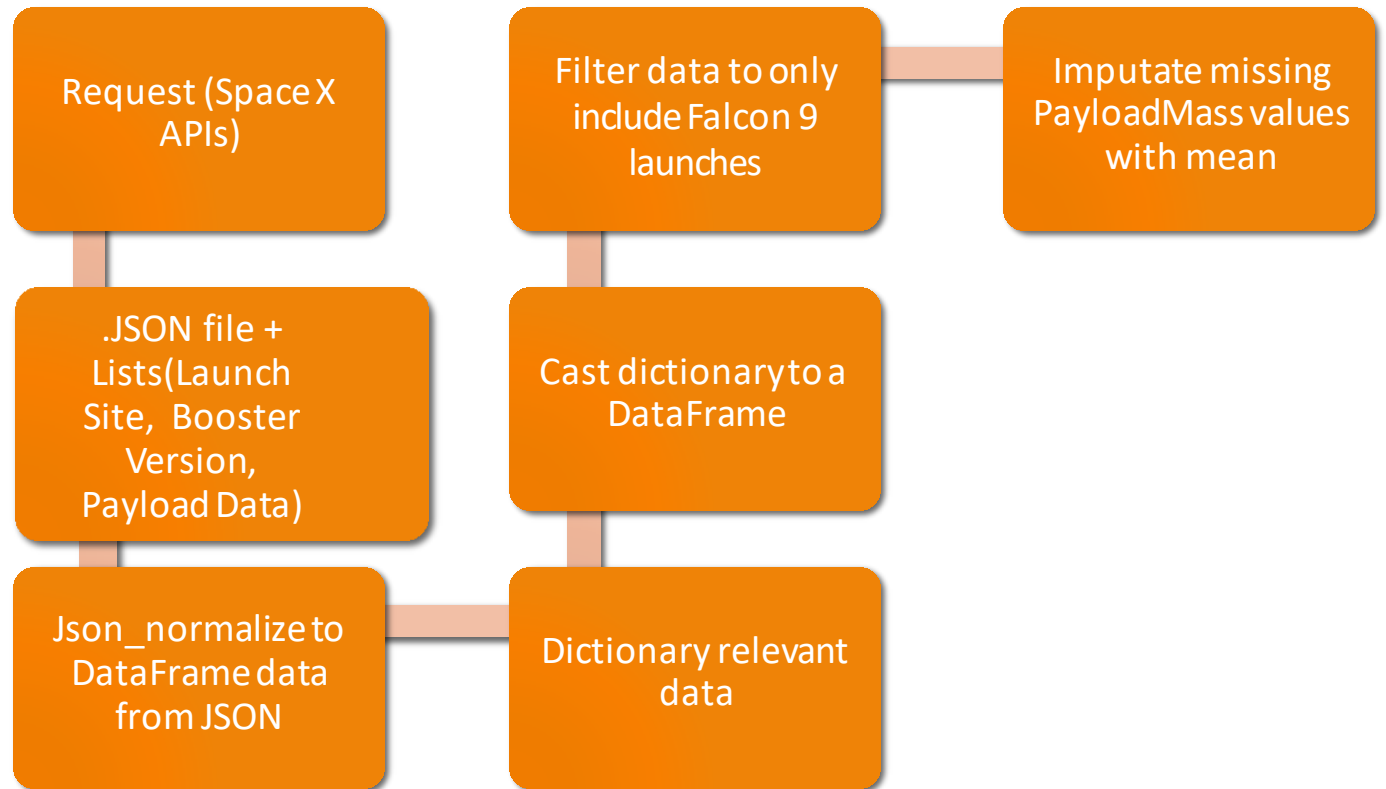 Request (Space X
APIs)
.JSON file +
Lists(Launch
Site, Booster
Version,
Payload Data)
Json_normalize to
DataFrame data
from JSON
Dictionary relevant
data
Cast dictionary to a
DataFrame
Filter data to only
include Falcon 9
launches
Imputate missing
PayloadMass values
with mean